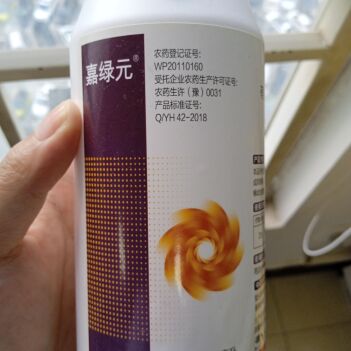 嘉绿元®
农药登记证号:
WP20110160
受托企业农药生产许可证号:
农药生许(豫)0031
产品标准证号:
Q/YH 42-2018